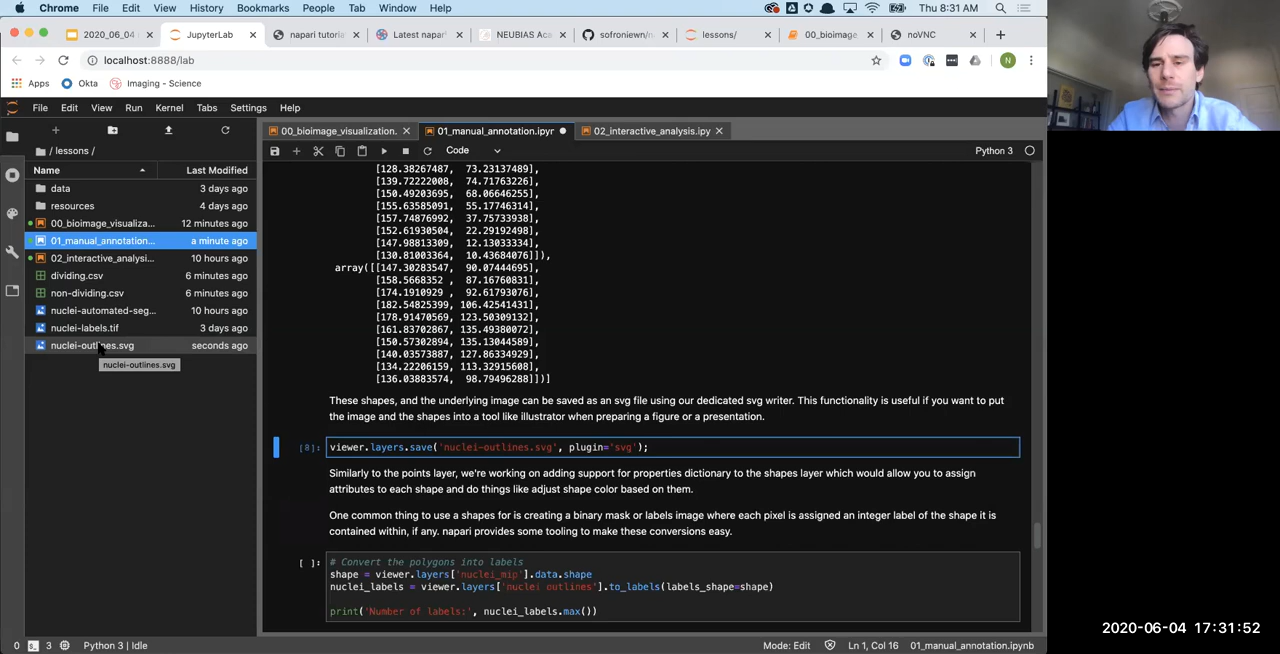 Chrome File Edit View History Bookmarks People Tab Window Help Thu 8:31 AM
2020_06_04 JupyterLab napari tutoria Latest napari NEUBIAS Aca sofroniewn/n lessons/ 00_bioimage noVNC
localhost:8888/lab N
Apps Okta Imaging - Science
File Edit View Run Kernel Tabs Settings Help
00_bioimage_visualization. 01_manual_annotation.ipyr 02_interactive_analysis.ipy
/ lessons / Code Python 3
Name Last Modified
data 3 days ago
resources 4 days ago
00_bioimage_visualiza... 12 minutes ago
01_manual_annotation... a minute ago
02_interactive_analysi... 10 hours ago
dividing.csv 6 minutes ago
non-dividing.csv 6 minutes ago
nuclei-automated-seg... 10 hours ago
nuclei-labels.tif 3 days ago
nuclei-outlines.svg seconds ago
nuclei-outlines.svg
[128.38267487, 73.23137489],
[139.72222008, 74.71763226],
[150.49203695, 68.06646255],
[155.63585091, 55.17746314],
[157.74876992, 37.75733938],
[152.61930504, 22.29192498],
[147.98813309, 12.13033334],
[130.81003364, 10.43684076]]),
array([[147.30283547, 90.07444695],
[158.5668352 , 87.16760831],
[174.1910929 , 92.61793076],
[182.54825399, 106.42541431],
[178.91470569, 123.50309132],
[161.83702867, 135.49380072],
[150.57302894, 135.13044589],
[140.03573887, 127.86334929],
[134.22206159, 113.32915608],
[136.03883574, 98.79496288]])]
These shapes, and the underlying image can be saved as an svg file using our dedicated svg writer. This functionality is useful if you want to put
the image and the shapes into a tool like illustrator when preparing a figure or a presentation.
[8]: viewer.layers.save('nuclei-outlines.svg', plugin='svg');
Similarly to the points layer, we're working on adding support for properties dictionary to the shapes layer which would allow you to assign
attributes to each shape and do things like adjust shape color based on them.
One common thing to use a shapes for is creating a binary mask or labels image where each pixel is assigned an integer label of the shape it is
contained within, if any. napari provides some tooling to make these conversions easy.
[ ]: # Convert the polygons into labels
shape = viewer.layers['nuclei_mip'].data.shape
nuclei_labels = viewer.layers['nuclei outlines'].to_labels(labels_shape=shape)
print('Number of labels:', nuclei_labels.max())
0 3 Python 3 | Idle Mode: Edit Ln 1, Col 16 01_manual_annotation.ipynb
2020-06-04 17:31:52